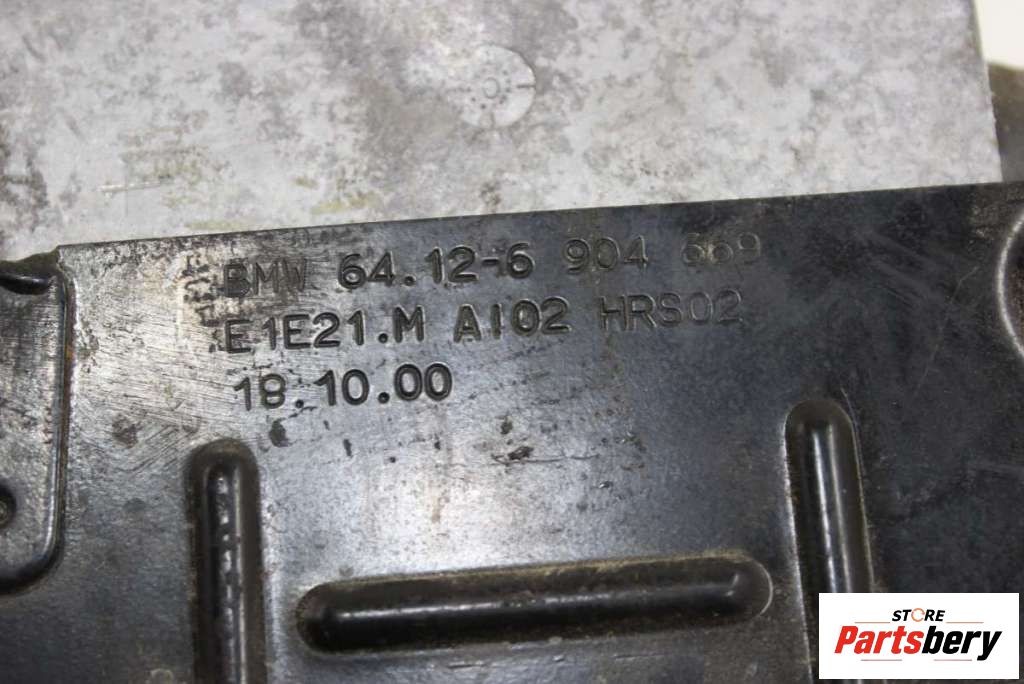 BMW 64.12-6 904 669
E1E21.M A102 HRS02
18.10.00
STORE
Partsbery